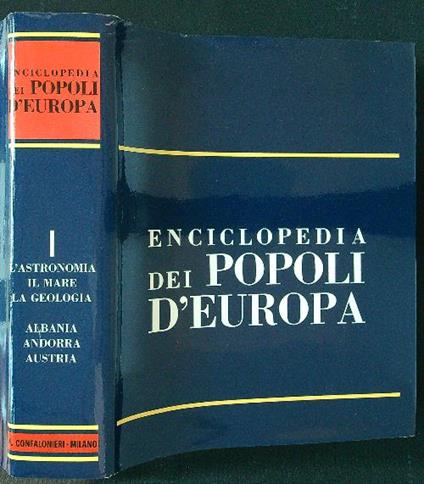 ENCICLOPEDIA
DEI POPOLI
D'EUROPA
I
L'ASTRONOMIA
IL MARE
LA GEOLOGIA
ALBANIA
ANDORRA
AUSTRIA
CONFALONIERI - MILANO
ENCICLOPEDIA
DEI POPOLI
D'EUROPA